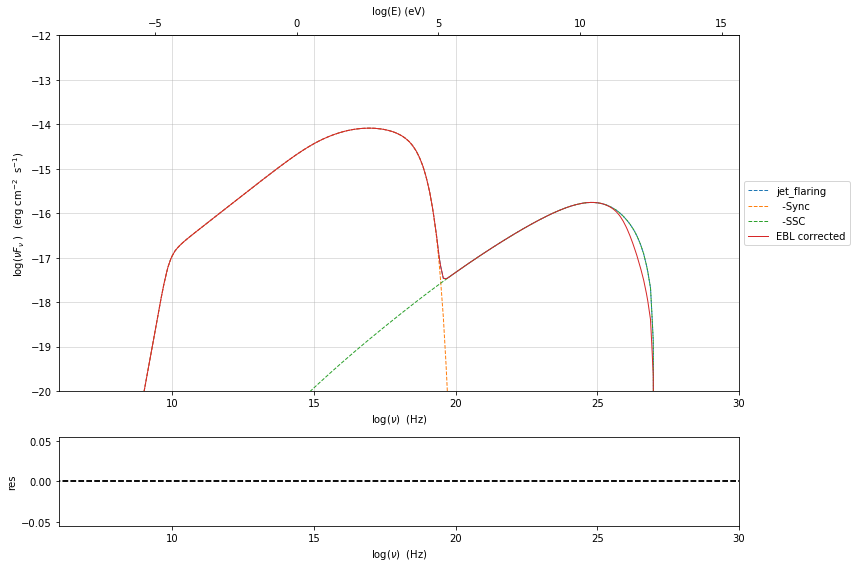 log(E) (eV)
−5 0 5 10 15
−12
−13
−14
−15
−16
−17
−18
−19
−20
log(νFν ) (erg cm⁻² s⁻¹)
10 15 20 25 30
log(ν) (Hz)
jet_flaring
-Sync
-SSC
EBL corrected
0.05
0.00
−0.05
res
10 15 20 25 30
log(ν) (Hz)